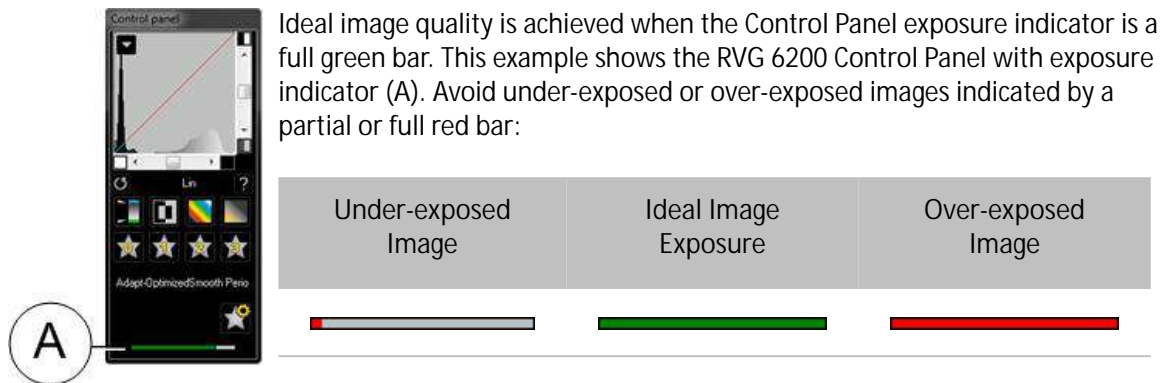 Control panel
Ideal image quality is achieved when the Control Panel exposure indicator is a
full green bar. This example shows the RVG 6200 Control Panel with exposure
indicator (A). Avoid under-exposed or over-exposed images indicated by a
partial or full red bar:
Lin ?
Adapt-OptimizedSmooth Perio
A
Under-exposed
Image
Ideal Image
Exposure
Over-exposed
Image